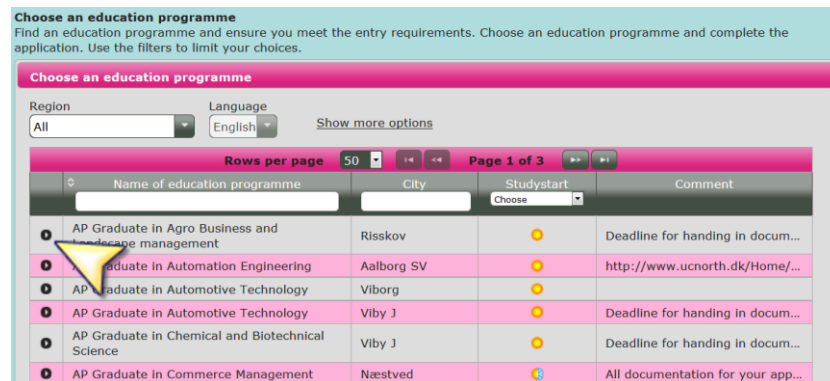 Choose an education programme
Find an education programme and ensure you meet the entry requirements. Choose an education programme and complete the
application. Use the filters to limit your choices.
Choose an education programme
Region Language
All English Show more options
Rows per page 50 Page 1 of 3
Name of education programme City Studystart Comment
Choose
AP Graduate in Agro Business and
Landscape management Risskov Deadline for handing in docum...
Graduate in Automation Engineering Aalborg SV http://www.ucnorth.dk/Home/...
AP Graduate in Automotive Technology Viborg
AP Graduate in Automotive Technology Viby J Deadline for handing in docum...
AP Graduate in Chemical and Biotechnical
Science Viby J Deadline for handing in docum...
AP Graduate in Commerce Management Næstved All documentation for your app...